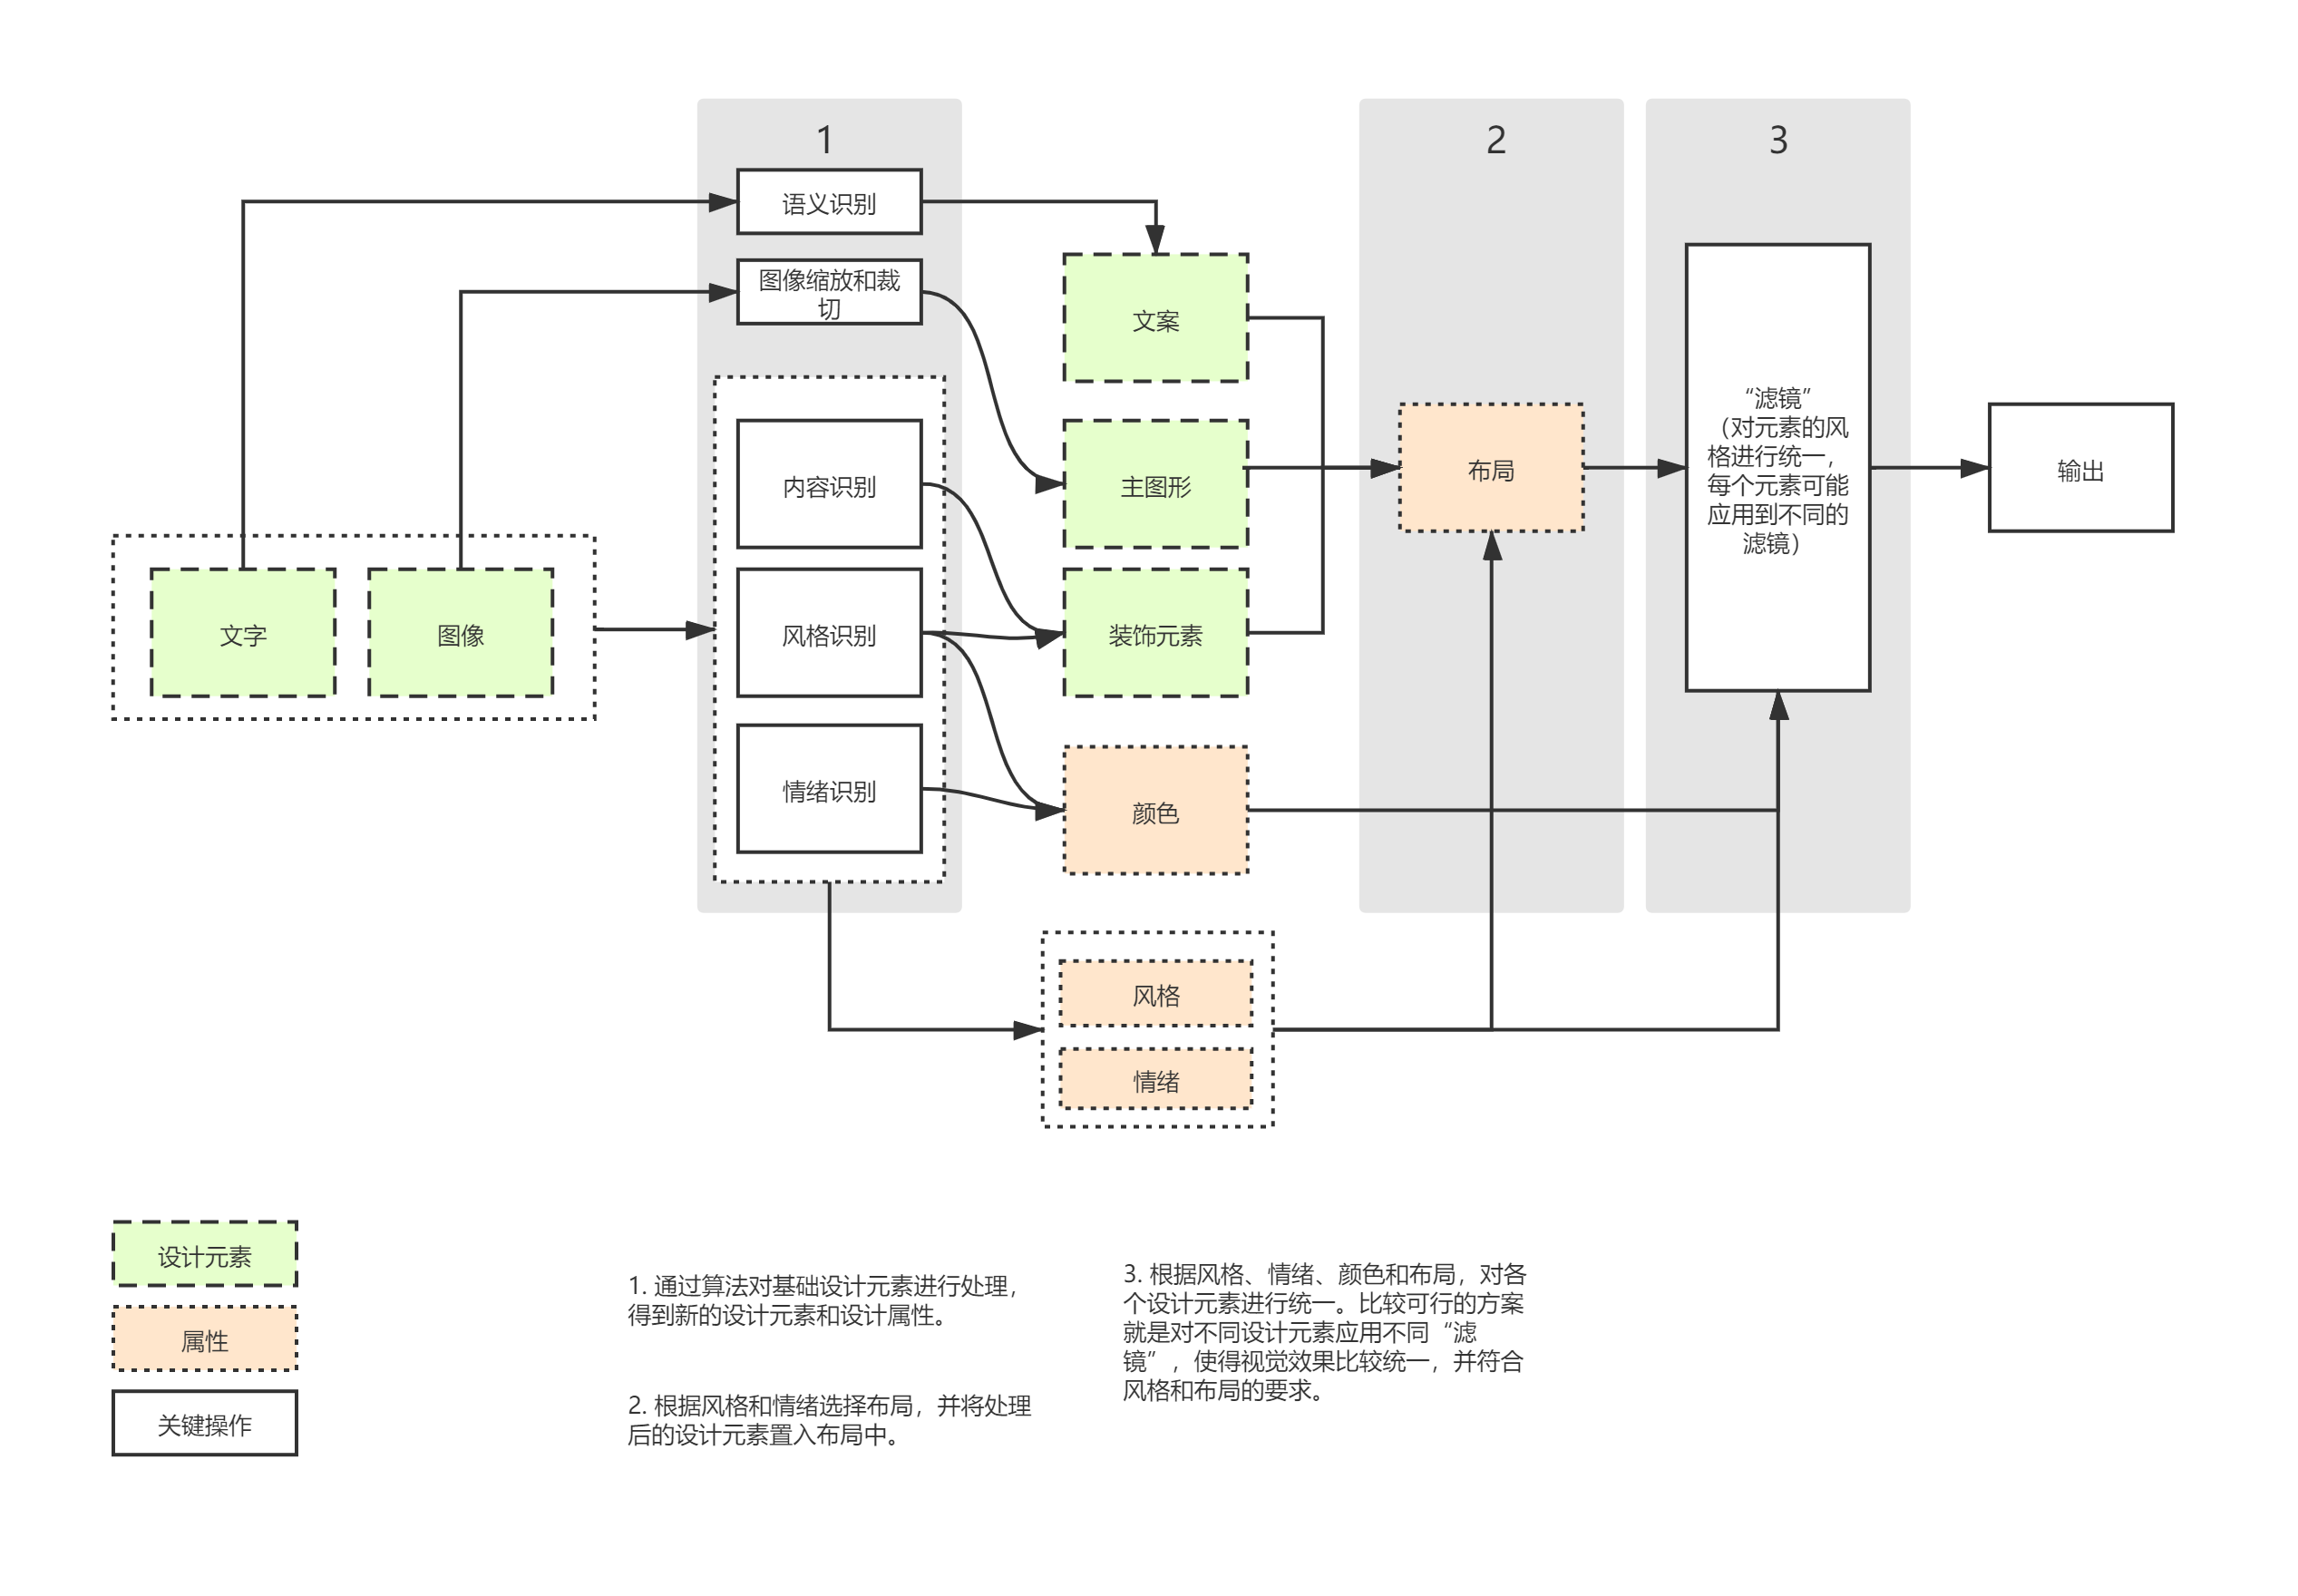 1
2
3
语义识别
图像缩放和裁
切
文案
内容识别
主图形
布局
“滤镜”
（对元素的风
格进行统一，
每个元素可能
应用到不同的
滤镜）
输出
文字
图像
风格识别
装饰元素
情绪识别
颜色
风格
情绪
设计元素
属性
关键操作
1. 通过算法对基础设计元素进行处理，
得到新的设计元素和设计属性。
2. 根据风格和情绪选择布局，并将处理
后的设计元素置入布局中。
3. 根据风格、情绪、颜色和布局，对各
个设计元素进行统一。比较可行的方案
就是对不同设计元素应用不同“滤
镜”，使得视觉效果比较统一，并符合
风格和布局的要求。